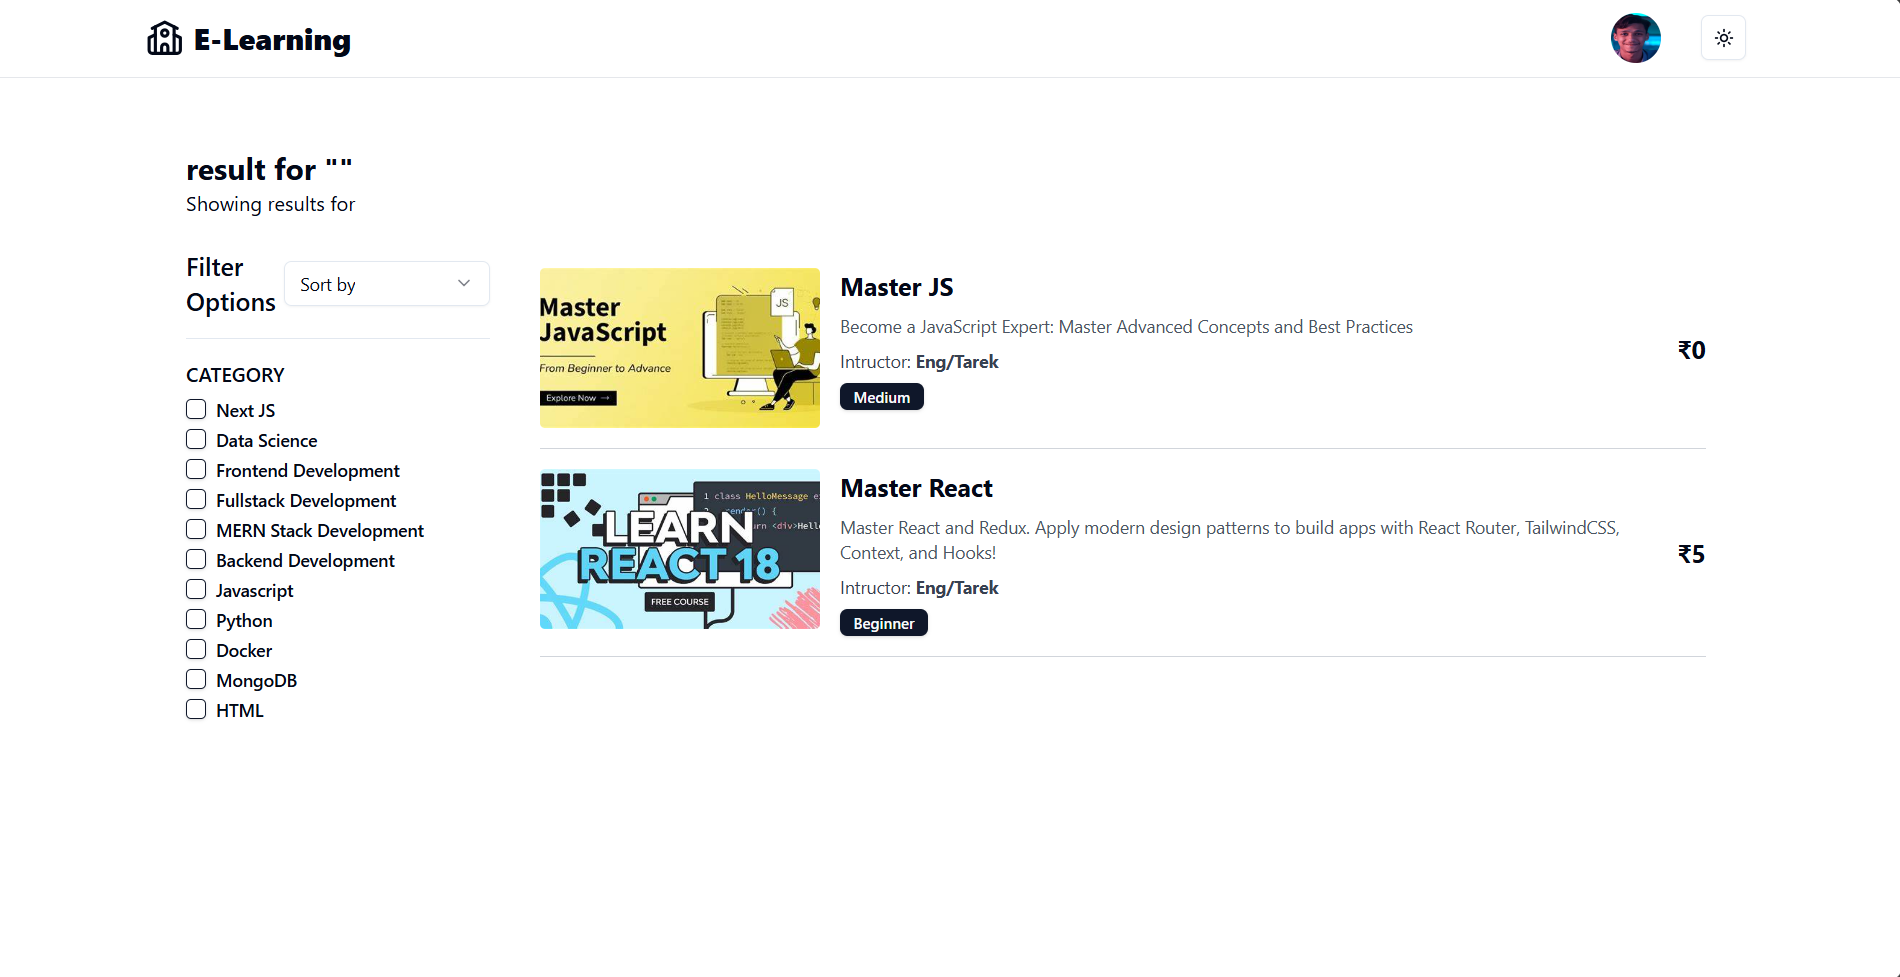 E-Learning
result for ""
Showing results for
Filter
Options
Sort by
CATEGORY
Next JS
Data Science
Frontend Development
Fullstack Development
MERN Stack Development
Backend Development
Javascript
Python
Docker
MongoDB
HTML
Master
JavaScript
From Beginner to Advance
Explore Now →
JS
Master JS
Become a JavaScript Expert: Master Advanced Concepts and Best Practices
Intructor: Eng/Tarek
Medium
₹0
1 class HelloMessage
render() {
<div>Hello
LEARN
REACT 18
FREE COURSE
Master React
Master React and Redux. Apply modern design patterns to build apps with React Router, TailwindCSS,
Context, and Hooks!
Intructor: Eng/Tarek
Beginner
₹5